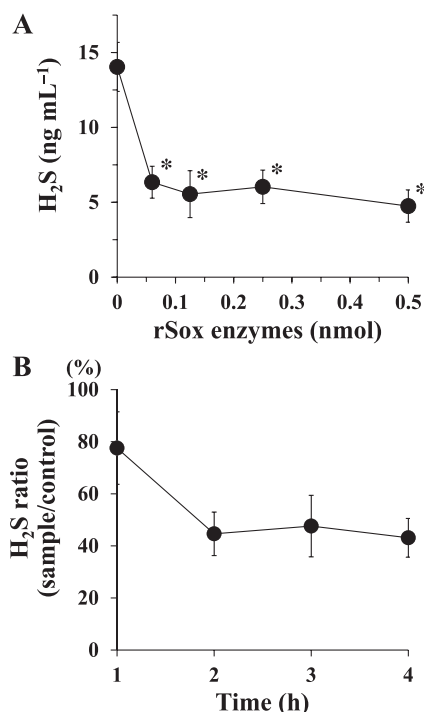 A
H₂S (ng mL⁻¹)
15
10
5
0
*
*
*
*
0 0.1 0.2 0.3 0.4 0.5
rSox enzymes (nmol)
B
(%)
H₂S ratio
(sample/control)
100
80
60
40
20
0
1 2 3 4
Time (h)